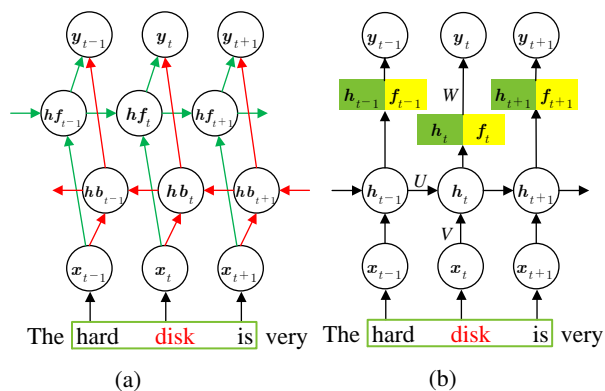 y_{t-1} y_t y_{t+1} y_{t-1} y_t y_{t+1}
h_{t-1} f_{t-1} W h_{t+1} f_{t+1}
hf_{t-1} hf_t hf_{t+1} h_t f_t
hb_{t-1} hb_t hb_{t+1} h_{t-1} U h_t h_{t+1}
V
x_{t-1} x_t x_{t+1} x_{t-1} x_t x_{t+1}
The hard disk is very The hard disk is very
(a) (b)